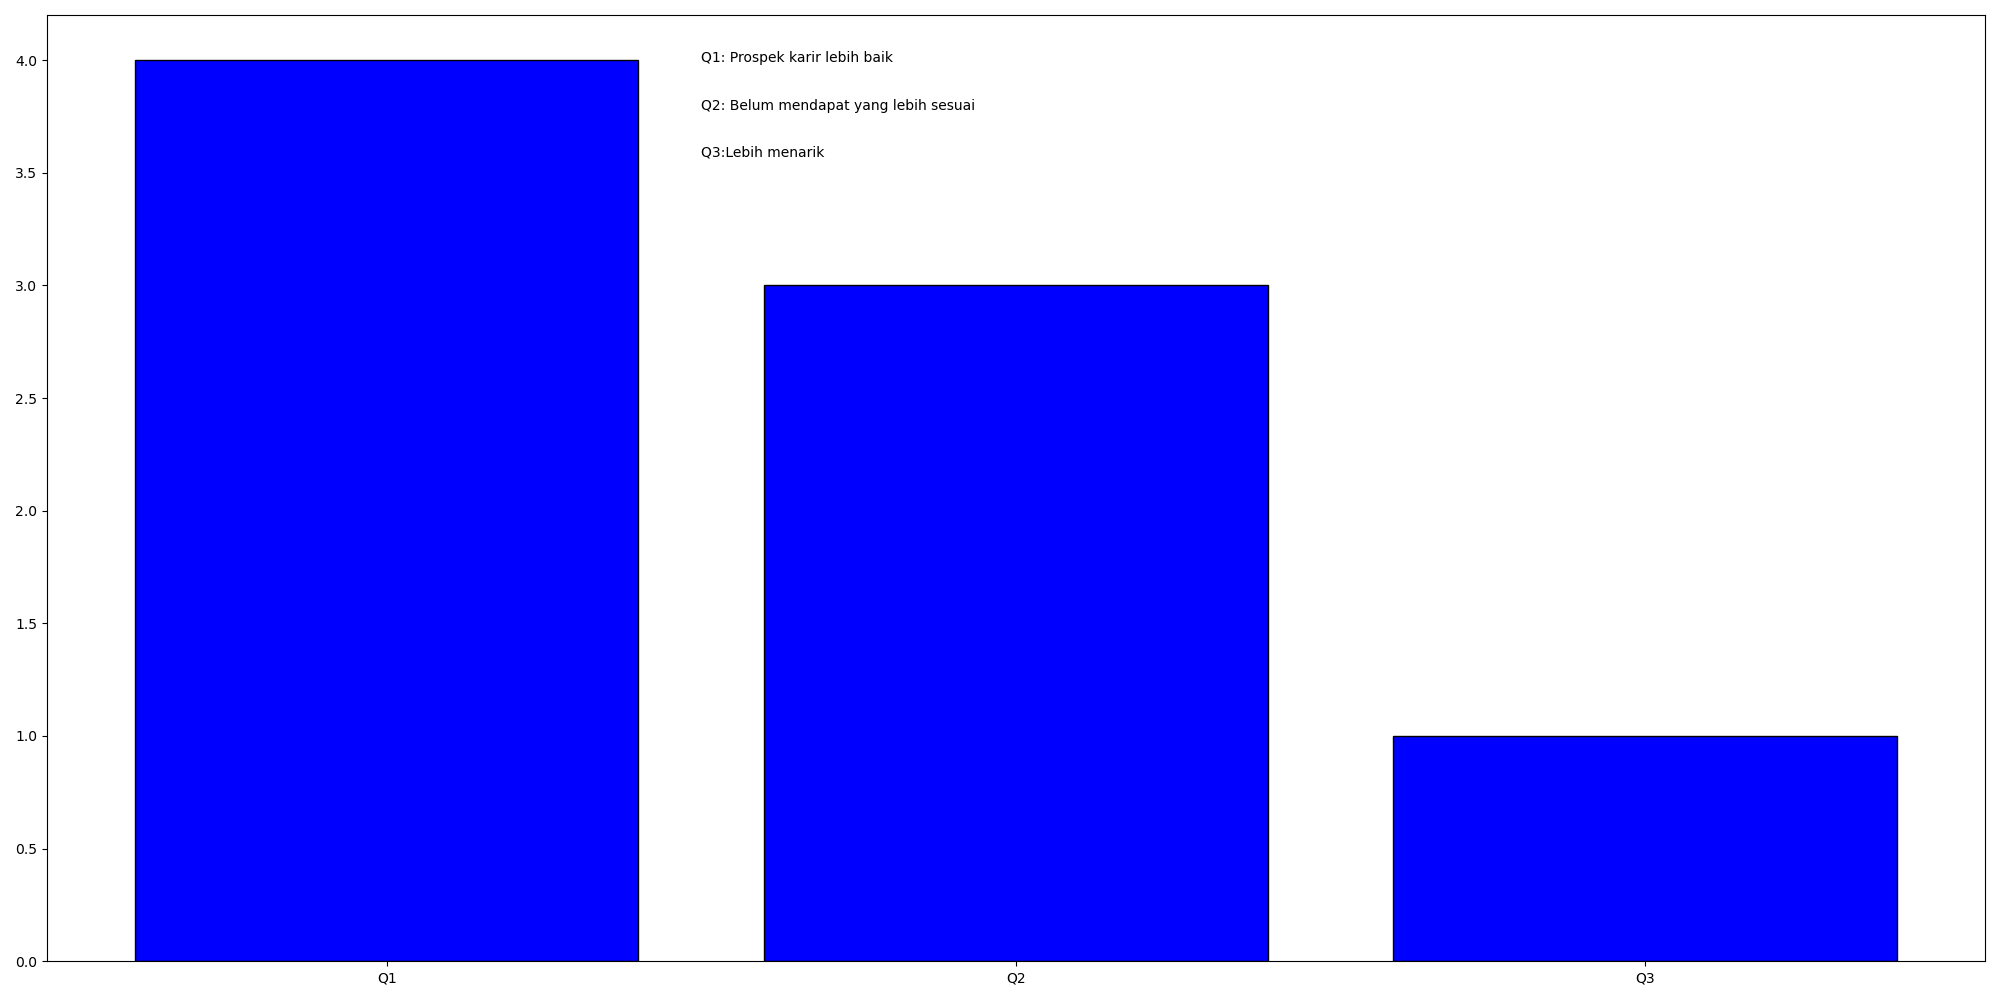 4.0
3.5
3.0
2.5
2.0
1.5
1.0
0.5
0.0
Q1: Prospek karir lebih baik
Q2: Belum mendapat yang lebih sesuai
Q3:Lebih menarik
Q1 Q2 Q3